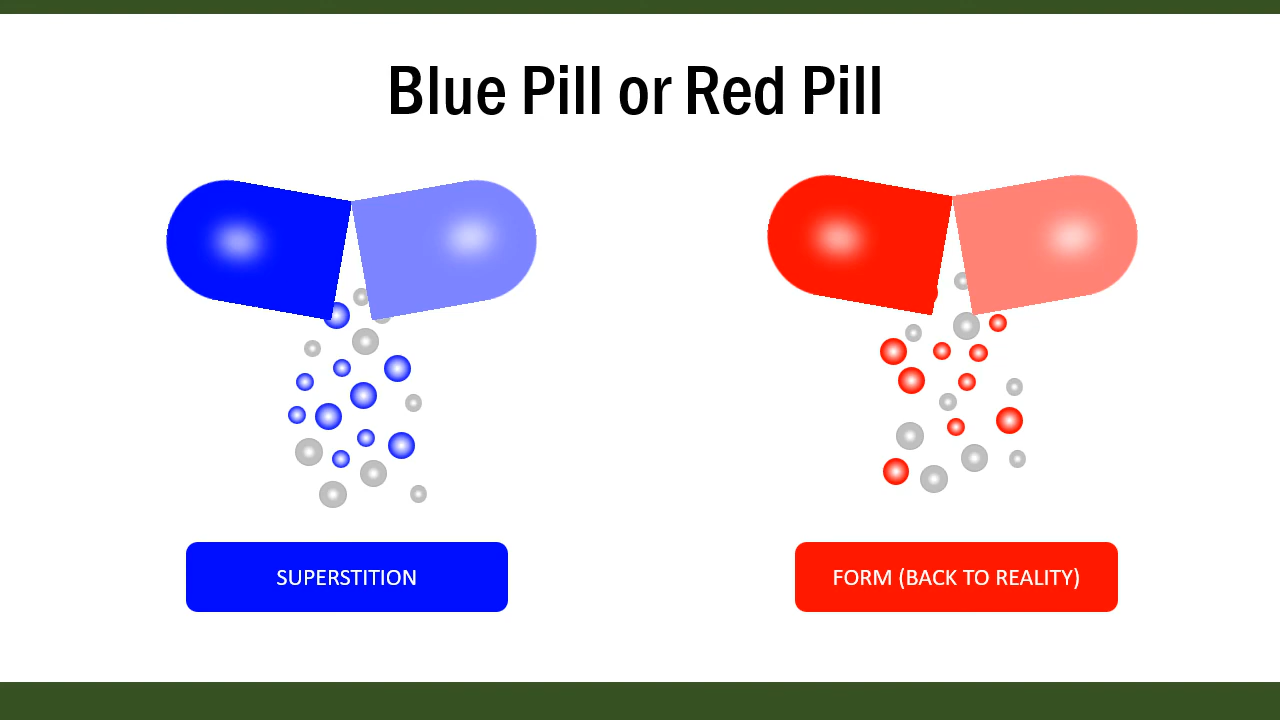 Blue Pill or Red Pill
SUPERSTITION
FORM (BACK TO REALITY)